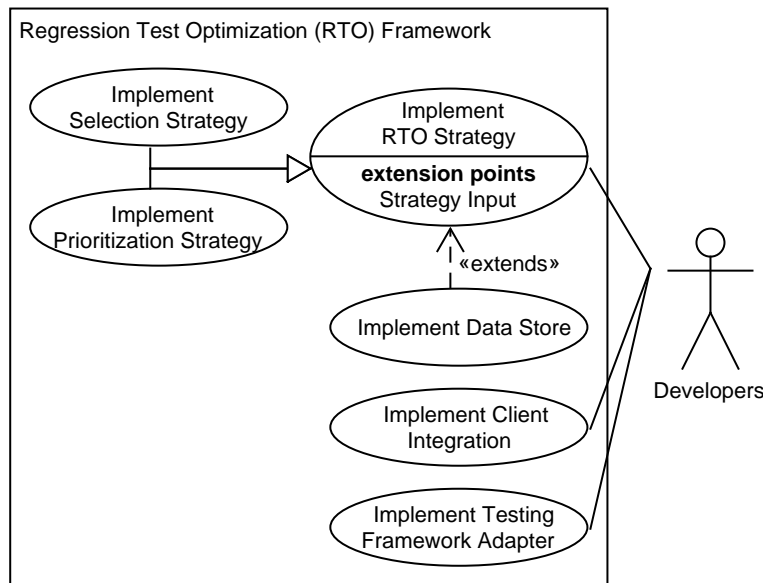 Regression Test Optimization (RTO) Framework
Implement
Selection Strategy
Implement
RTO Strategy
extension points
Strategy Input
Implement
Prioritization Strategy
«extends»
Implement Data Store
Developers
Implement Client
Integration
Implement Testing
Framework Adapter